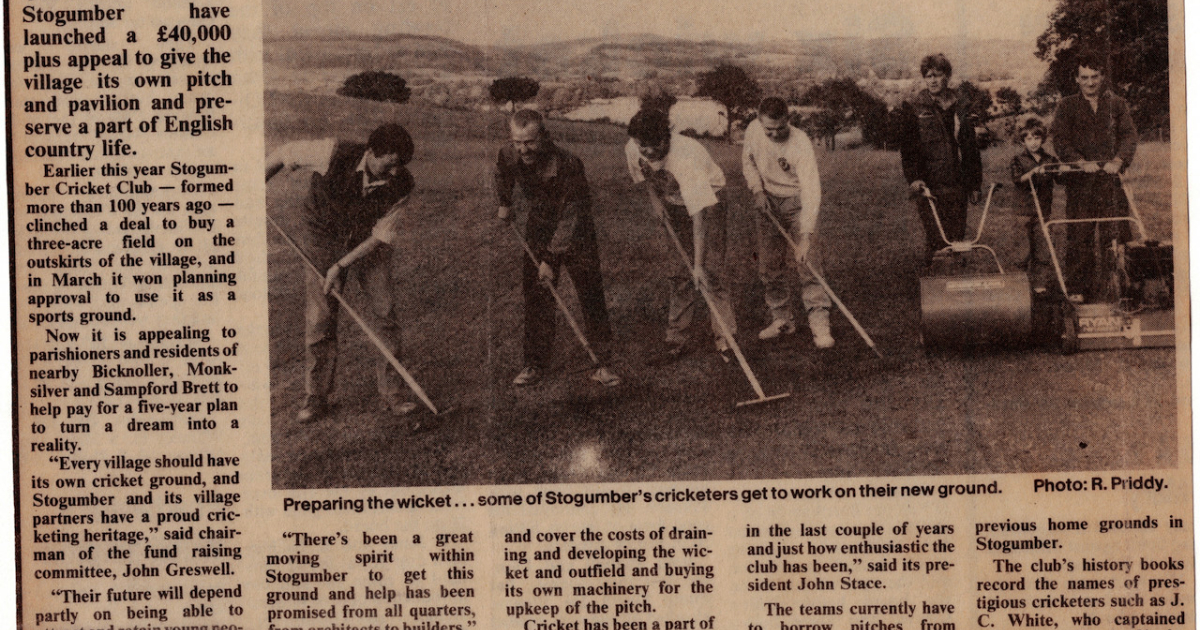 Stogumber have
launched a £40,000
plus appeal to give the
village its own pitch
and pavilion and pre-
serve a part of English
country life.
Earlier this year Stogum-
ber Cricket Club — formed
more than 100 years ago —
clinched a deal to buy a
three-acre field on the
outskirts of the village, and
in March it won planning
approval to use it as a
sports ground.
Now it is appealing to
parishioners and residents of
nearby Bicknoller, Monk-
silver and Sampford Brett to
help pay for a five-year plan
to turn a dream into a
reality.
“Every village should have
its own cricket ground, and
Stogumber and its village
partners have a proud cric-
keting heritage,” said chair-
man of the fund raising
committee, John Greswell.
“Their future will depend
partly on being able to
RYAN
Preparing the wicket . . . some of Stogumber's cricketers get to work on their new ground.
Photo: R. Priddy.
“There's been a great
moving spirit within
Stogumber to get this
ground and help has been
promised from all quarters,
from architects to builders.”
and cover the costs of drain-
ing and developing the wic-
ket and outfield and buying
its own machinery for the
upkeep of the pitch.
Cricket has been a part of
in the last couple of years
and just how enthusiastic the
club has been,” said its pre-
sident John Stace.
The teams currently have
to borrow pitches from
previous home grounds in
Stogumber.
The club's history books
record the names of pres-
tigious cricketers such as J.
C. White, who captained